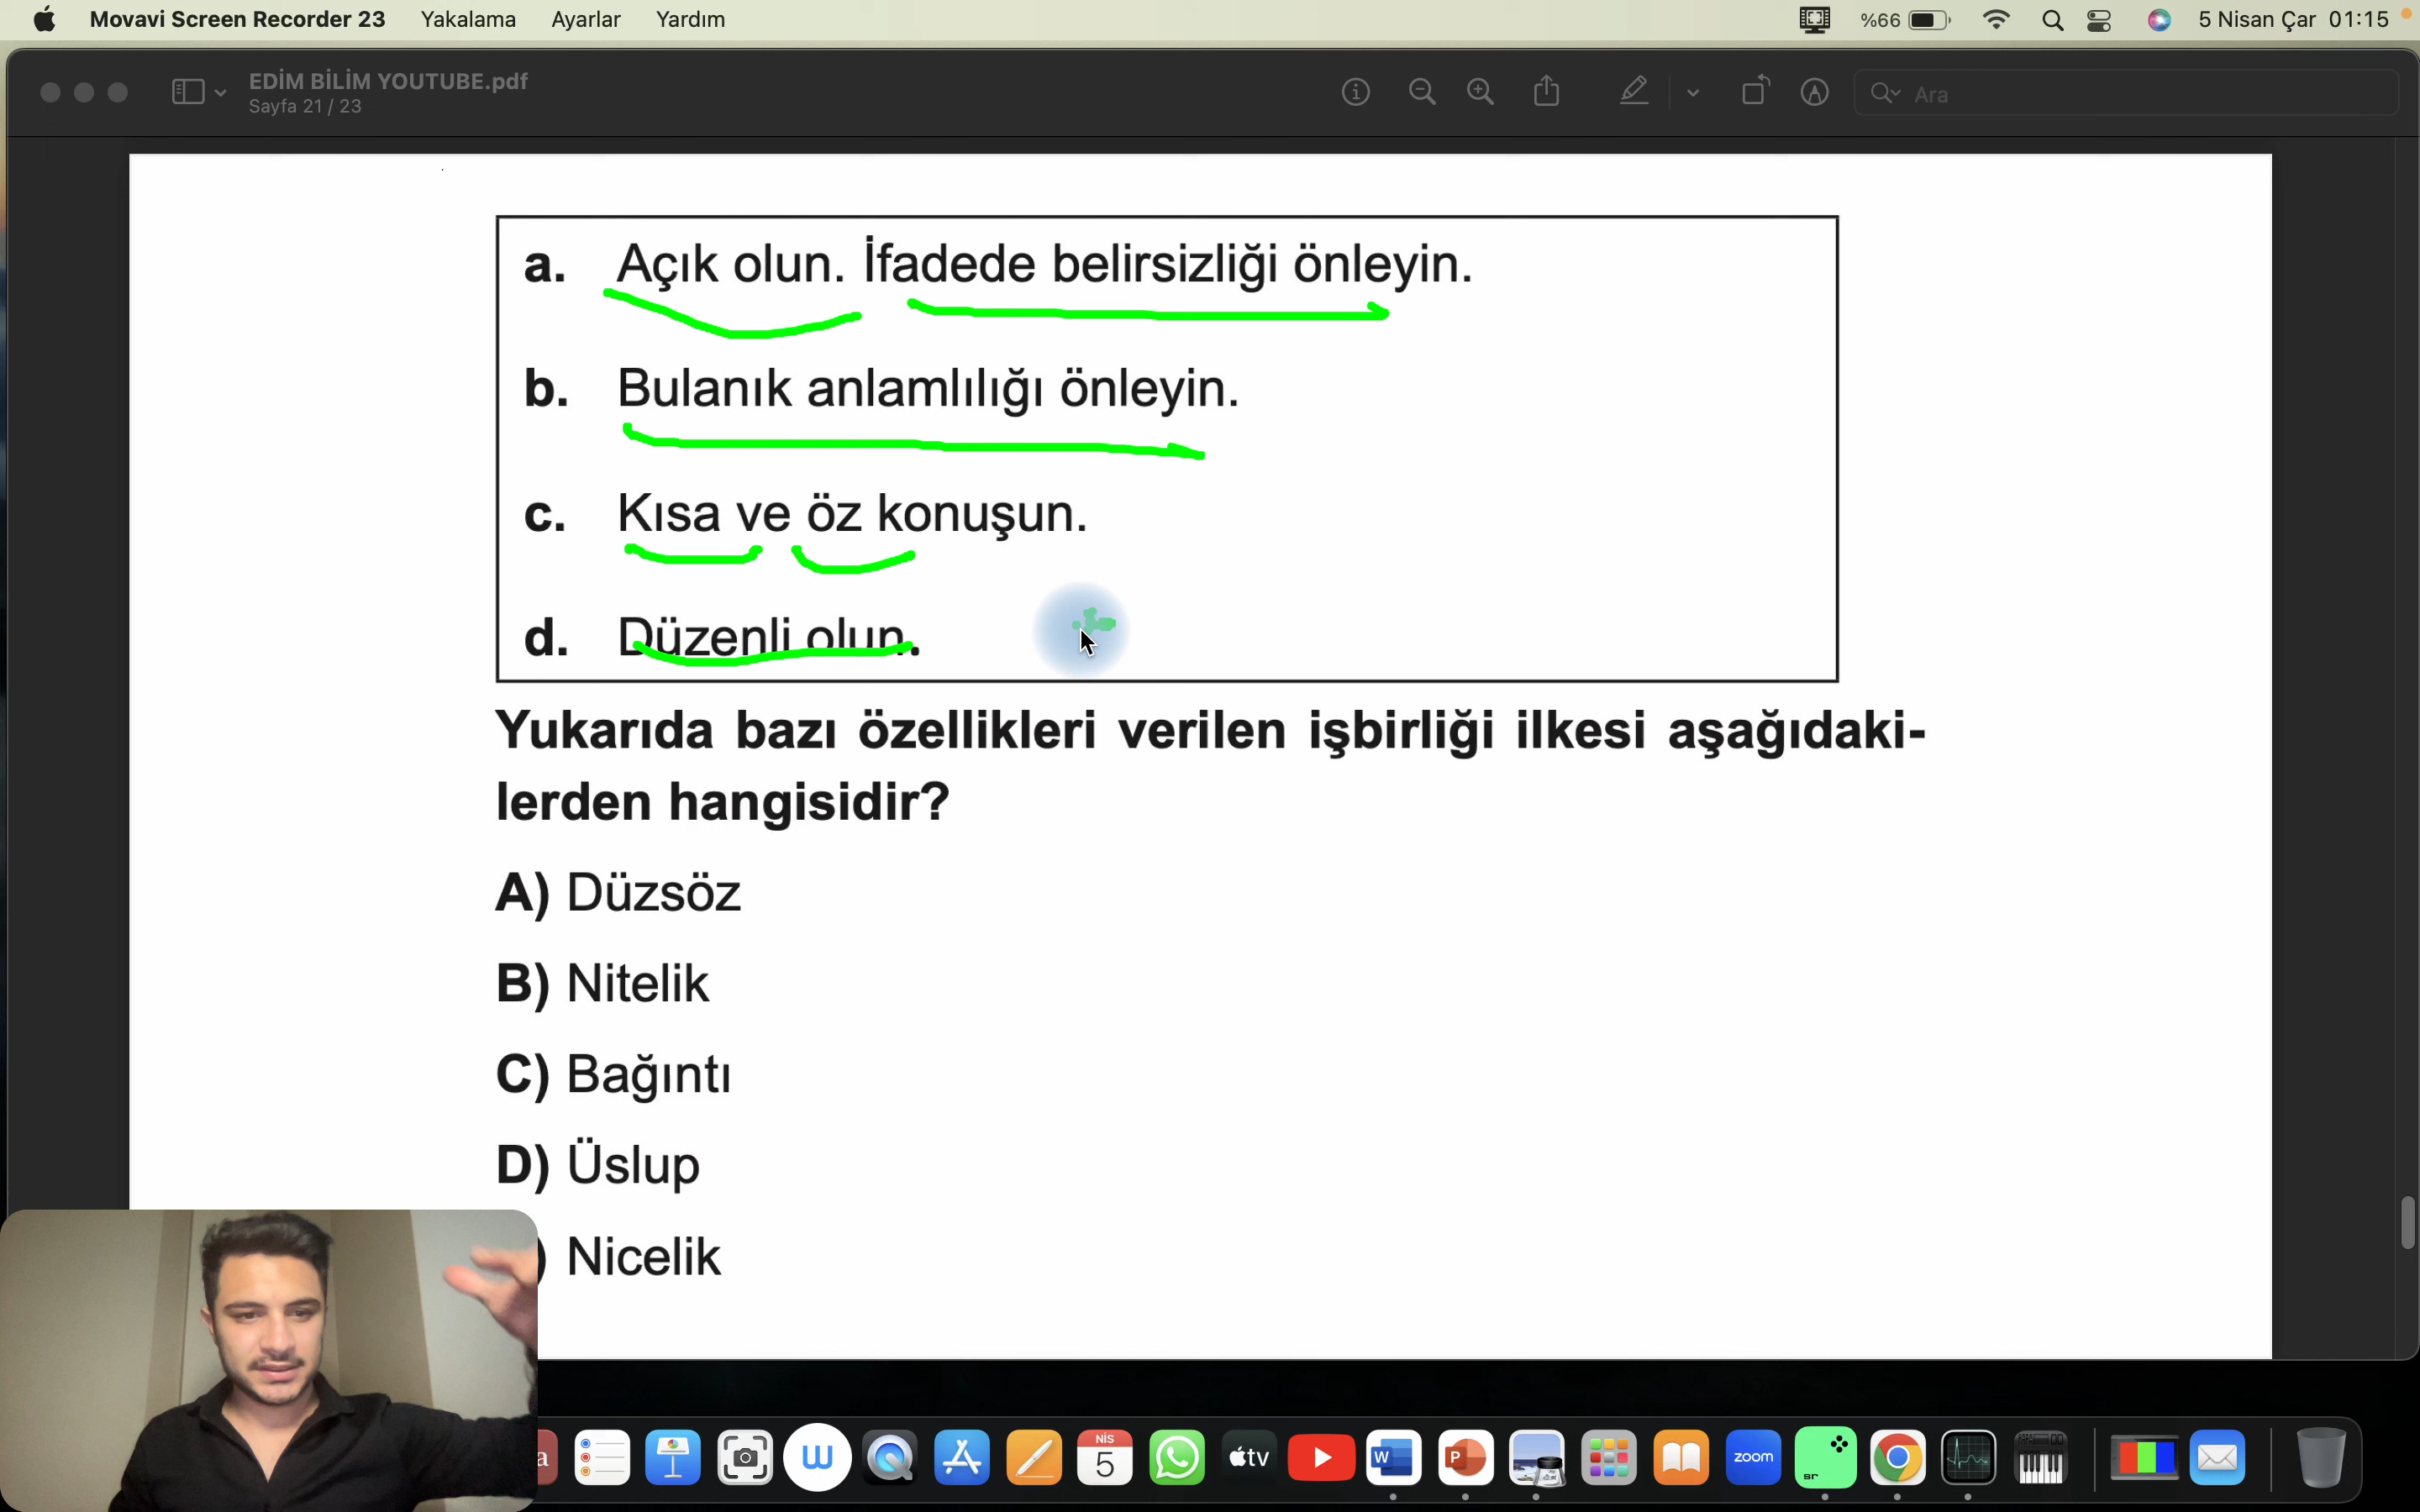 Movavi Screen Recorder 23 Yakalama Ayarlar Yardım %66 5 Nisan Çar 01:15
EDİM BİLİM YOUTUBE.pdf
Sayfa 21 / 23
Ara
a. Açık olun. İfadede belirsizliği önleyin.
b. Bulanık anlamlılığı önleyin.
c. Kısa ve öz konuşun.
d. Düzenli olun.
Yukarıda bazı özellikleri verilen işbirliği ilkesi aşağıdaki-
lerden hangisidir?
A) Düzsöz
B) Nitelik
C) Bağıntı
D) Üslup
) Nicelik
a
W
NİS
5
tv
W
P
zoom
sr